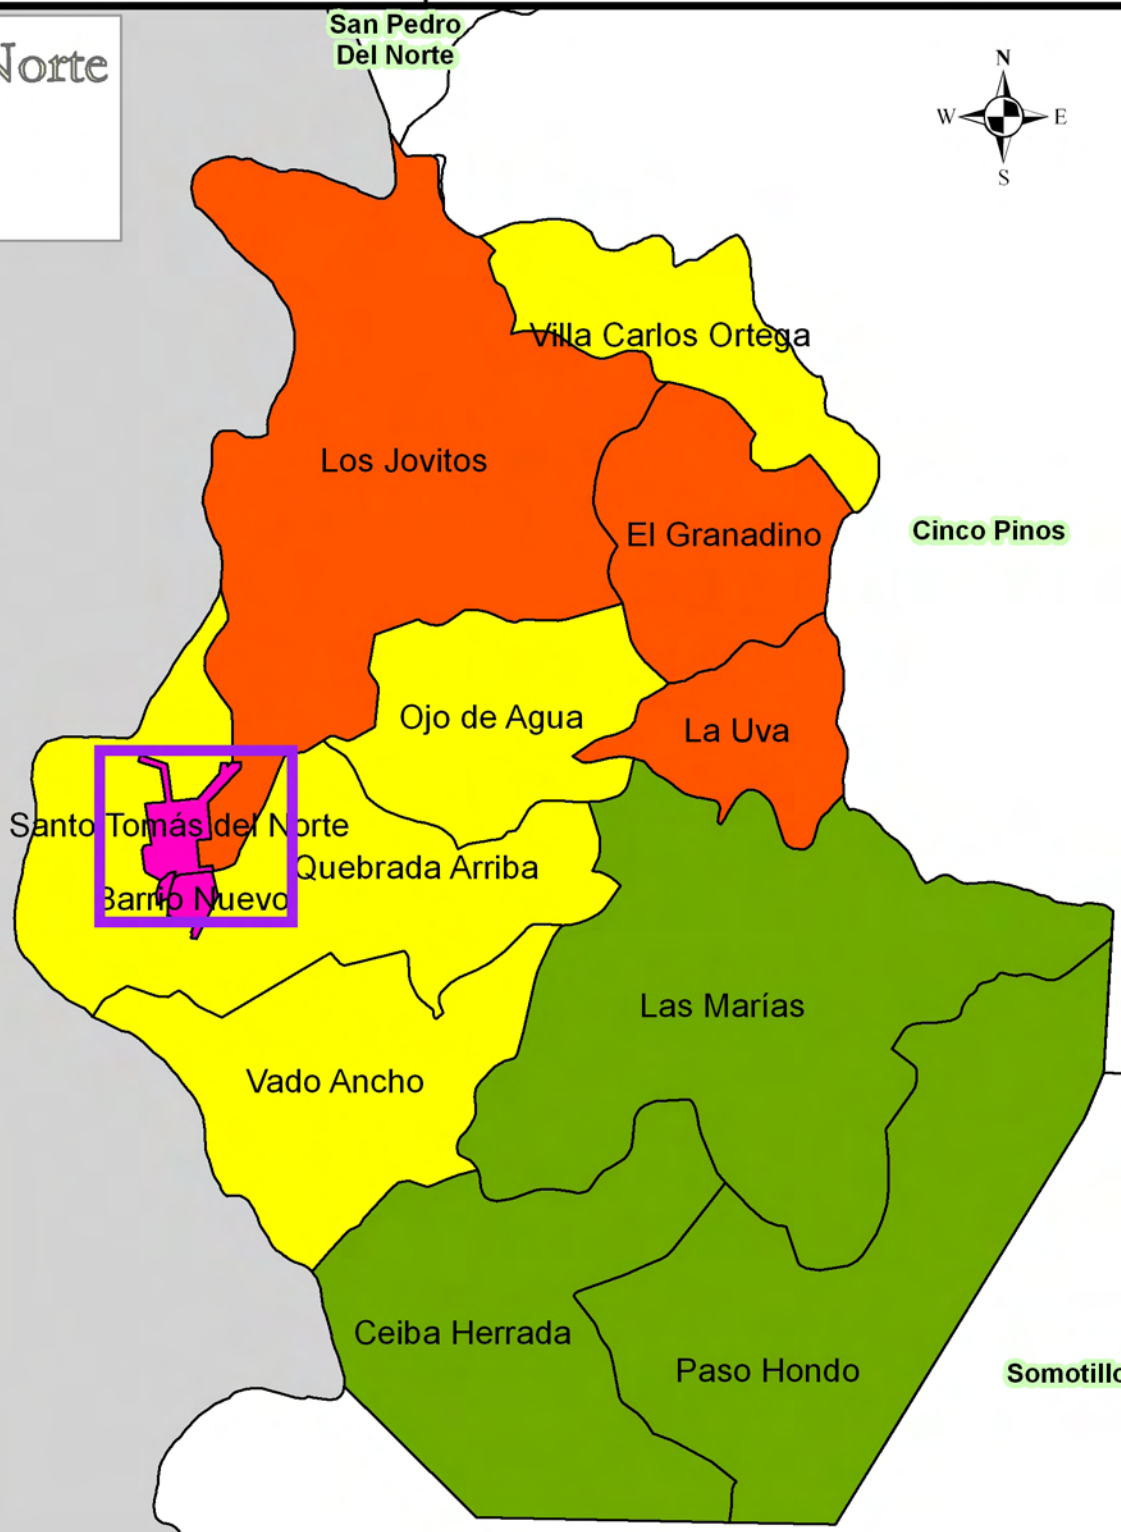 San Pedro
Del Norte
Norte
N
W E
S
Villa Carlos Ortega
Los Jovitos
El Granadino
Cinco Pinos
Ojo de Agua
La Uva
Santo Tomás del Norte
Quebrada Arriba
Barrio Nuevo
Las Marías
Vado Ancho
Ceiba Herrada
Paso Hondo
Somotillo